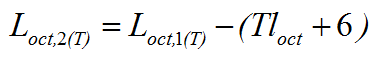 L_{oct,2(T)} = L_{oct,1(T)} − (Tl_{oct} + 6)